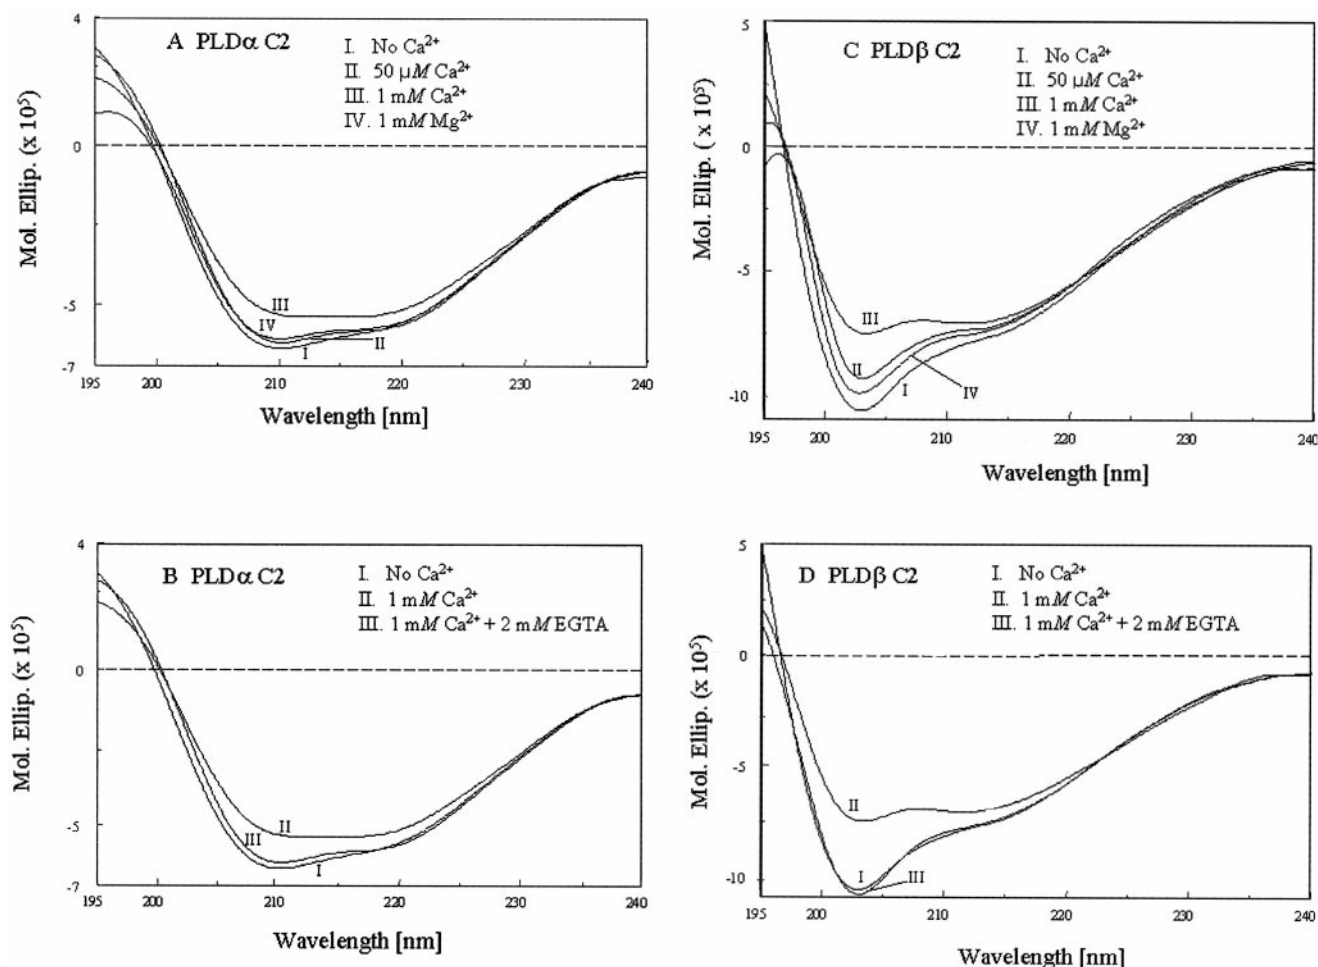 A PLDα C2
I. No Ca²⁺
II. 50 μM Ca²⁺
III. 1 mM Ca²⁺
IV. 1 mM Mg²⁺
Mol. Ellip. (x 10⁵)
4
0
-5
-7
III
IV
I
II
195 200 210 220 230 240
Wavelength [nm]
C PLDβ C2
I. No Ca²⁺
II. 50 μM Ca²⁺
III. 1 mM Ca²⁺
IV. 1 mM Mg²⁺
Mol. Ellip. ( x 10⁵)
5
0
-5
-10
III
II
I
IV
195 200 210 220 230 240
Wavelength [nm]
B PLDα C2
I. No Ca²⁺
II. 1 mM Ca²⁺
III. 1 mM Ca²⁺ + 2 mM EGTA
Mol. Ellip. (x 10⁵)
4
0
-5
-7
II
III
I
195 200 210 220 230 240
Wavelength [nm]
D PLDβ C2
I. No Ca²⁺
II. 1 mM Ca²⁺
III. 1 mM Ca²⁺ + 2 mM EGTA
Mol. Ellip. (x 10⁵)
5
0
-5
-10
II
I
III
195 200 210 220 230 240
Wavelength [nm]